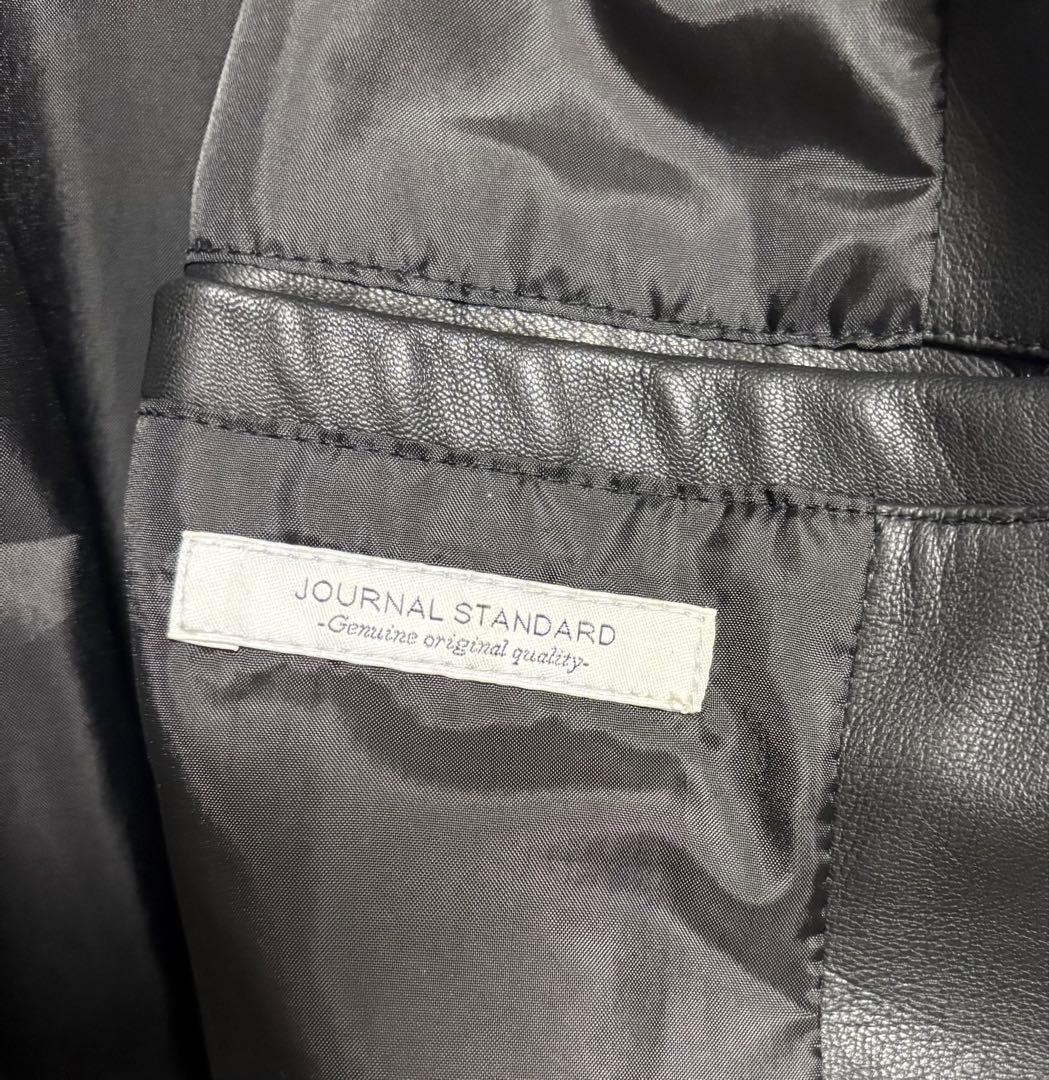 JOURNAL STANDARD
-Genuine original quality-